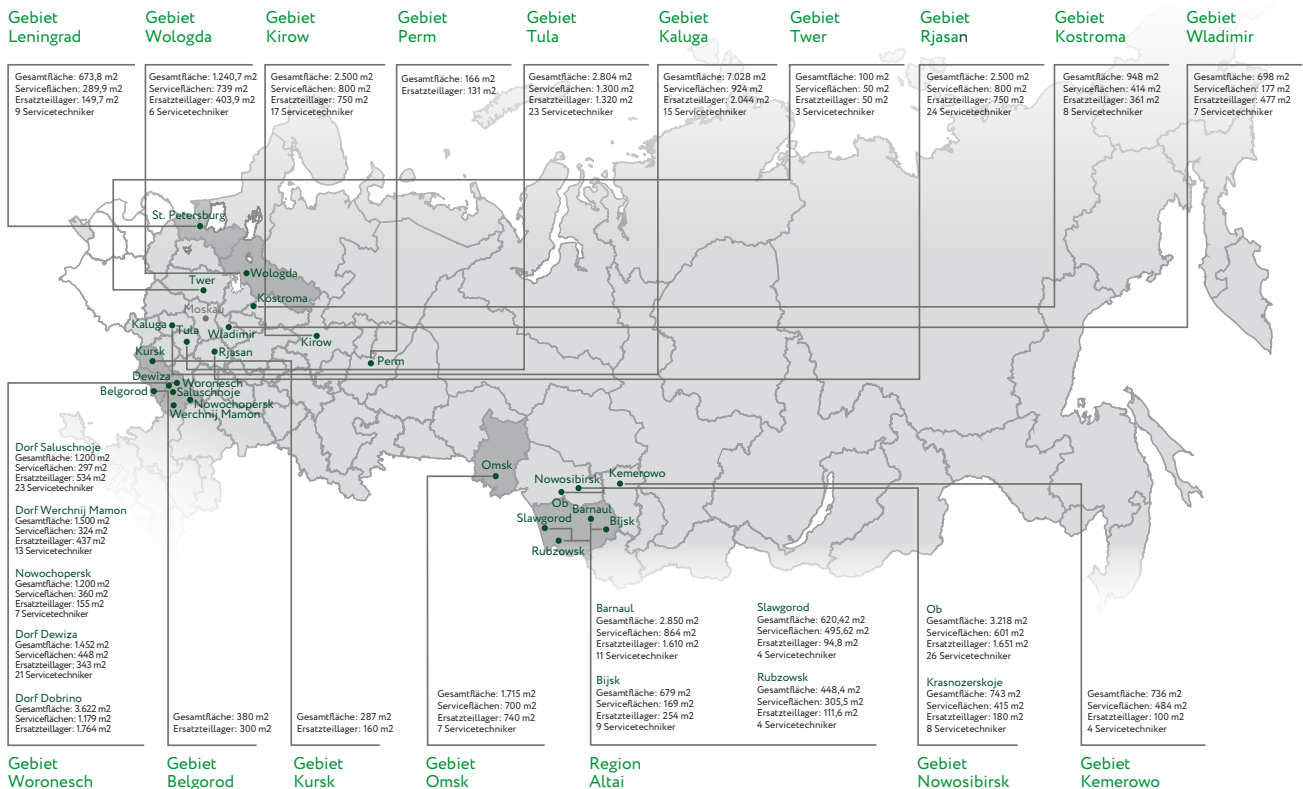 Gebiet
Leningrad
Gesamtfläche: 673,8 m2
Serviceflächen: 289,9 m2
Ersatzteillager: 149,7 m2
9 Servicetechniker
Gebiet
Wologda
Gesamtfläche: 1.240,7 m2
Serviceflächen: 739 m2
Ersatzteillager: 403,9 m2
6 Servicetechniker
Gebiet
Kirow
Gesamtfläche: 2.500 m2
Serviceflächen: 800 m2
Ersatzteillager: 750 m2
17 Servicetechniker
Gebiet
Perm
Gesamtfläche: 166 m2
Ersatzteillager: 131 m2
Gebiet
Tula
Gesamtfläche: 2.804 m2
Serviceflächen: 1.300 m2
Ersatzteillager: 1.320 m2
23 Servicetechniker
Gebiet
Kaluga
Gesamtfläche: 7.028 m2
Serviceflächen: 924 m2
Ersatzteillager: 2.044 m2
15 Servicetechniker
Gebiet
Twer
Gesamtfläche: 100 m2
Serviceflächen: 50 m2
Ersatzteillager: 50 m2
3 Servicetechniker
Gebiet
Rjasan
Gesamtfläche: 2.500 m2
Serviceflächen: 800 m2
Ersatzteillager: 750 m2
24 Servicetechniker
Gebiet
Kostroma
Gesamtfläche: 948 m2
Serviceflächen: 414 m2
Ersatzteillager: 361 m2
8 Servicetechniker
Gebiet
Wladimir
Gesamtfläche: 698 m2
Serviceflächen: 177 m2
Ersatzteillager: 477 m2
7 Servicetechniker
St. Petersburg
Wologda
Twer
Kostroma
Moskau
Kaluga
Tula
Wladimir
Kirow
Kursk
Rjasan
Perm
Dewiza
Woronesch
Belgorod
Saluschnoje
Nowochopersk
Werchnij Mamon
Omsk
Nowosibirsk
Kemerowo
Ob
Barnaul
Slawgorod
Bijsk
Rubzowsk
Dorf Saluschnoje
Gesamtfläche: 1.200 m2
Serviceflächen: 297 m2
Ersatzteillager: 534 m2
23 Servicetechniker
Dorf Werchnij Mamon
Gesamtfläche: 1.500 m2
Serviceflächen: 324 m2
Ersatzteillager: 437 m2
13 Servicetechniker
Nowochopersk
Gesamtfläche: 1.200 m2
Serviceflächen: 360 m2
Ersatzteillager: 155 m2
7 Servicetechniker
Dorf Dewiza
Gesamtfläche: 1.452 m2
Serviceflächen: 448 m2
Ersatzteillager: 343 m2
21 Servicetechniker
Dorf Dobrino
Gesamtfläche: 3.622 m2
Serviceflächen: 1.179 m2
Ersatzteillager: 1.764 m2
Gebiet
Woronesch
Gesamtfläche: 380 m2
Ersatzteillager: 300 m2
Gebiet
Belgorod
Gesamtfläche: 287 m2
Ersatzteillager: 160 m2
Gebiet
Kursk
Gesamtfläche: 1.715 m2
Serviceflächen: 700 m2
Ersatzteillager: 740 m2
7 Servicetechniker
Gebiet
Omsk
Barnaul
Gesamtfläche: 2.850 m2
Serviceflächen: 864 m2
Ersatzteillager: 1.610 m2
11 Servicetechniker
Bijsk
Gesamtfläche: 679 m2
Serviceflächen: 169 m2
Ersatzteillager: 254 m2
9 Servicetechniker
Slawgorod
Gesamtfläche: 620,42 m2
Serviceflächen: 495,62 m2
Ersatzteillager: 94,8 m2
4 Servicetechniker
Rubzowsk
Gesamtfläche: 448,4 m2
Serviceflächen: 305,5 m2
Ersatzteillager: 111,6 m2
4 Servicetechniker
Region
Altai
Ob
Gesamtfläche: 3.218 m2
Serviceflächen: 601 m2
Ersatzteillager: 1.651 m2
26 Servicetechniker
Krasnozerskoje
Gesamtfläche: 743 m2
Serviceflächen: 415 m2
Ersatzteillager: 180 m2
8 Servicetechniker
Gebiet
Nowosibirsk
Gesamtfläche: 736 m2
Serviceflächen: 484 m2
Ersatzteillager: 100 m2
4 Servicetechniker
Gebiet
Kemerowo